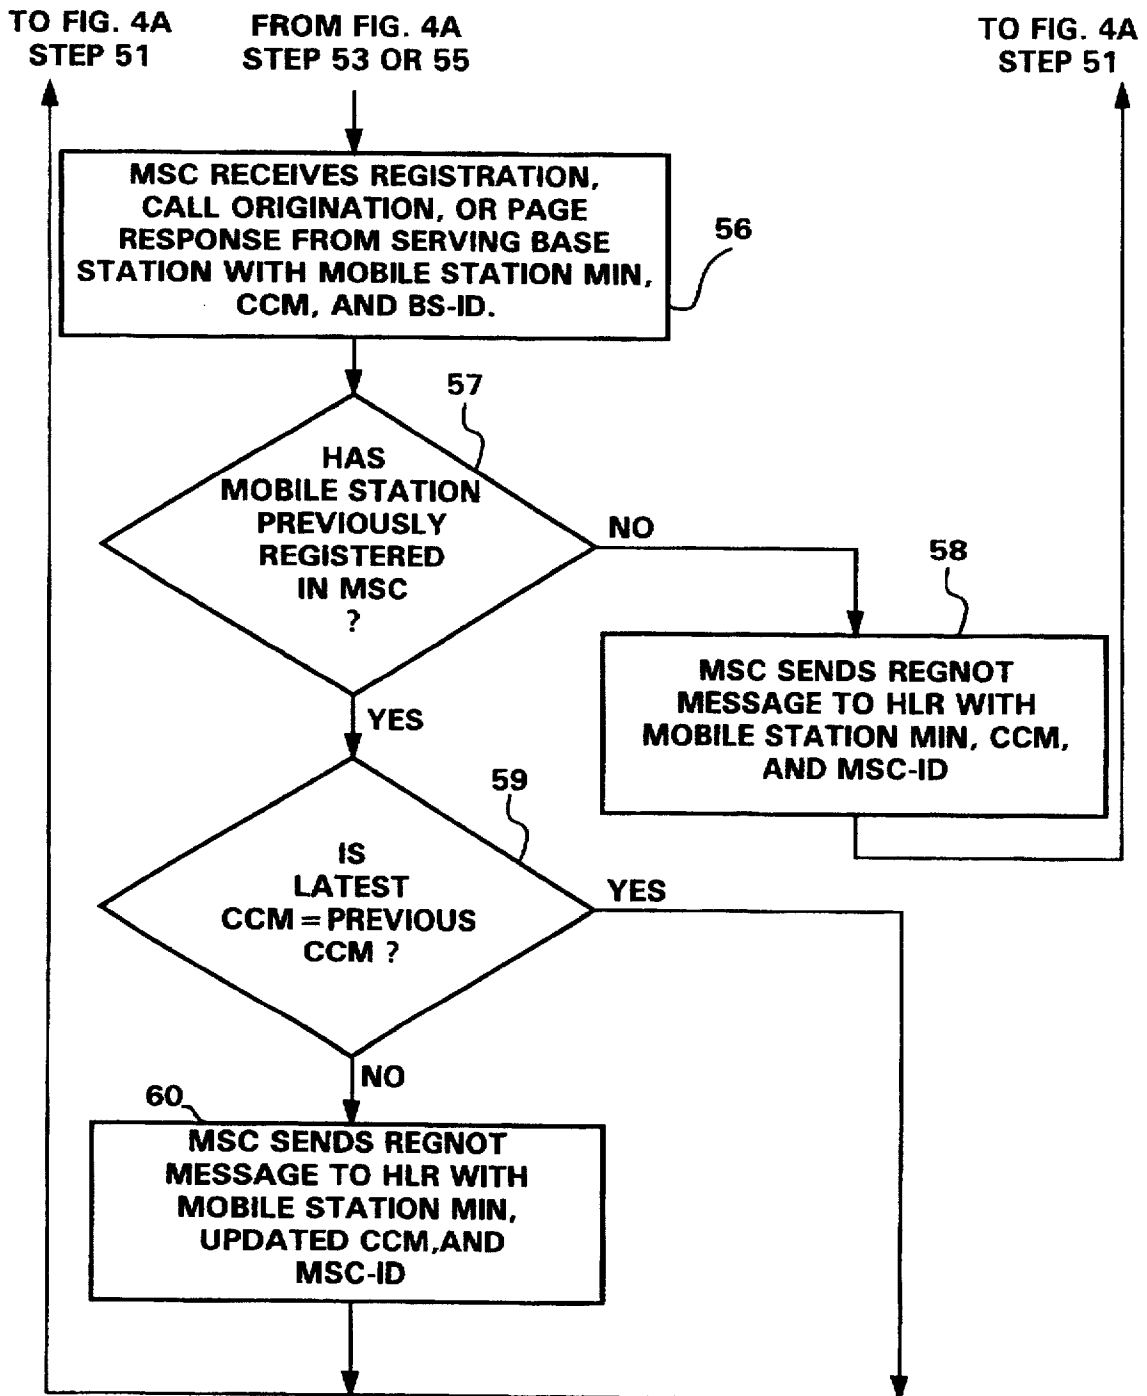 TO FIG. 4A
STEP 51
FROM FIG. 4A
STEP 53 OR 55
TO FIG. 4A
STEP 51
MSC RECEIVES REGISTRATION,
CALL ORIGINATION, OR PAGE
RESPONSE FROM SERVING BASE
STATION WITH MOBILE STATION MIN,
CCM, AND BS-ID.
56
57
HAS
MOBILE STATION
PREVIOUSLY
REGISTERED
IN MSC
?
NO
58
MSC SENDS REGNOT
MESSAGE TO HLR WITH
MOBILE STATION MIN, CCM,
AND MSC-ID
YES
59
IS
LATEST
CCM = PREVIOUS
CCM ?
YES
NO
60
MSC SENDS REGNOT
MESSAGE TO HLR WITH
MOBILE STATION MIN,
UPDATED CCM,AND
MSC-ID